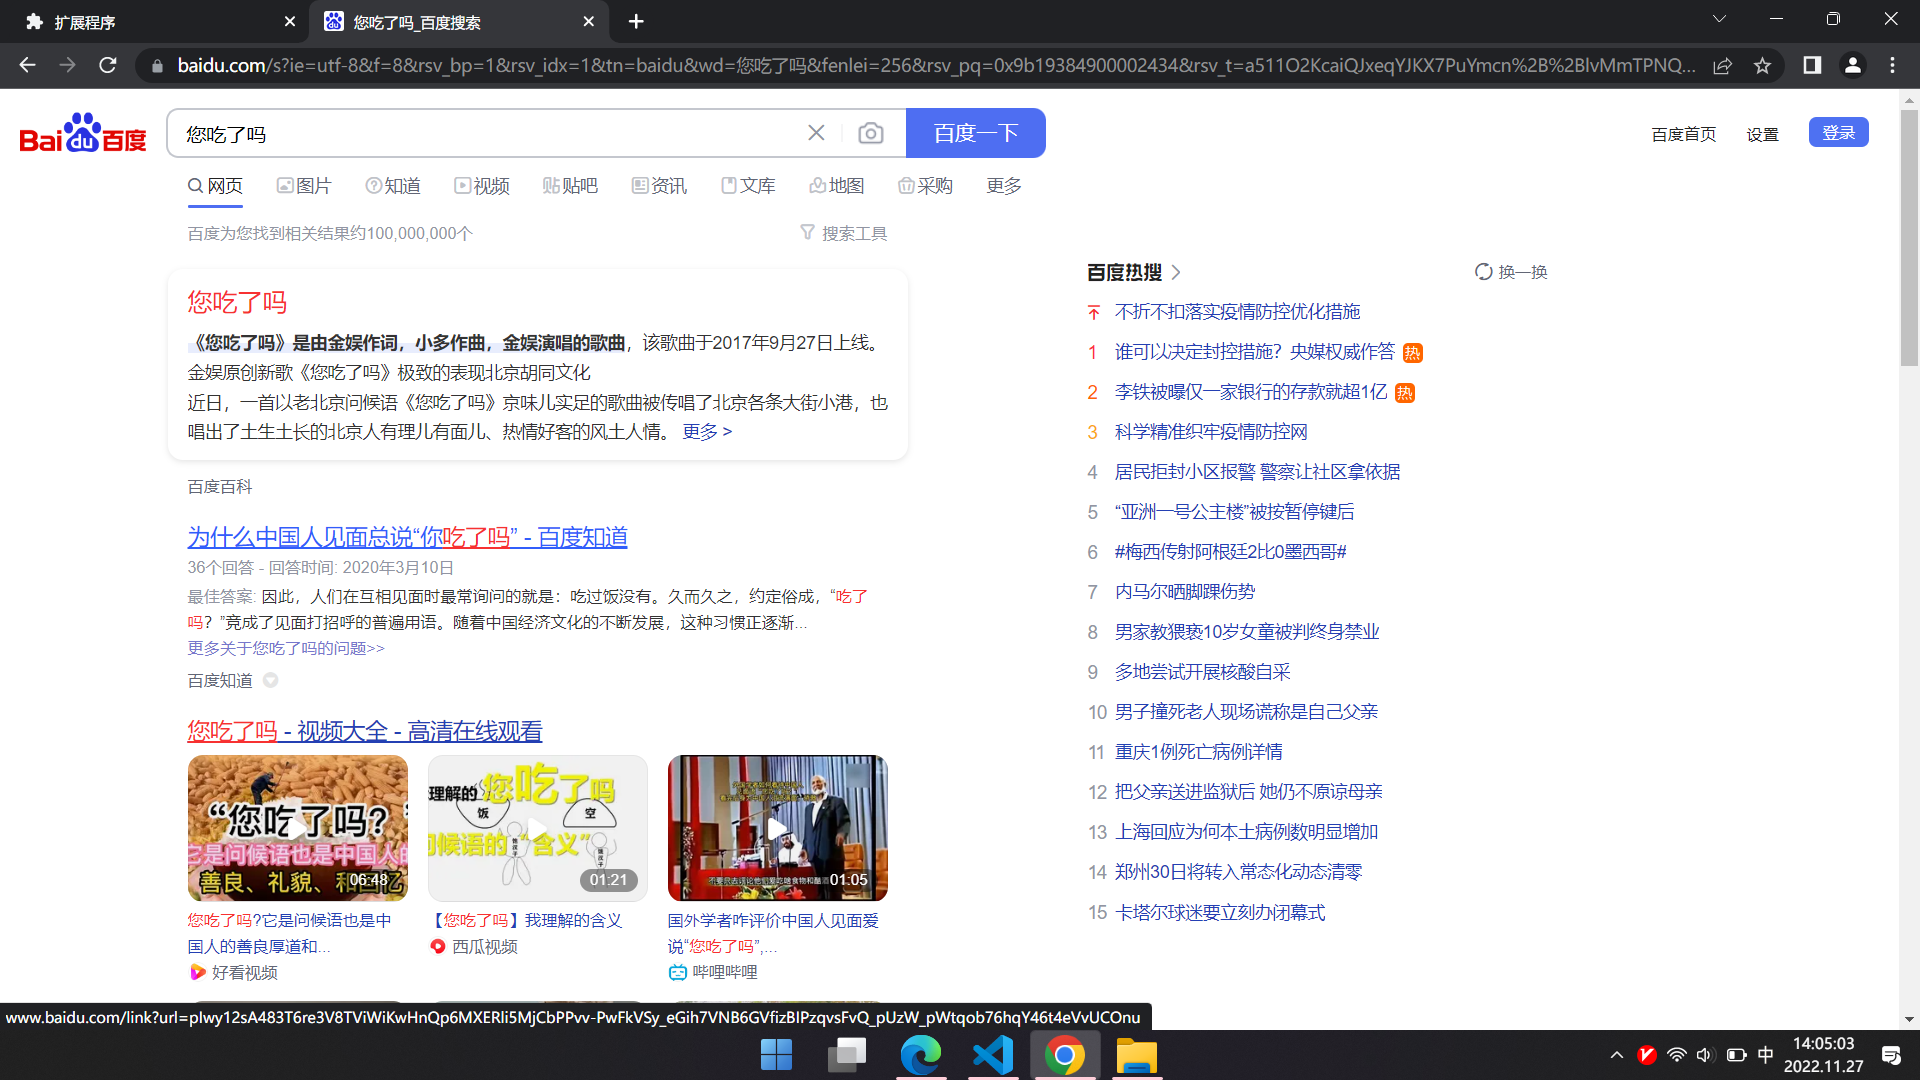 扩展程序
您吃了吗_百度搜索
baidu.com/s?ie=utf-8&f=8&rsv_bp=1&rsv_idx=1&tn=baidu&wd=您吃了吗&fenlei=256&rsv_pq=0x9b19384900002434&rsv_t=a511O2KcaiQJxeqYJKX7PuYmcn%2B%2BlvMmTPNQ...
Bai du 百度
您吃了吗
百度一下
百度首页 设置 登录
网页 图片 知道 视频 贴吧 资讯 文库 地图 采购 更多
百度为您找到相关结果约100,000,000个
搜索工具
您吃了吗
《您吃了吗》是由金娱作词，小多作曲，金娱演唱的歌曲，该歌曲于2017年9月27日上线。
金娱原创新歌《您吃了吗》极致的表现北京胡同文化
近日，一首以老北京问候语《您吃了吗》京味儿实足的歌曲被传唱了北京各条大街小港，也
唱出了土生土长的北京人有理儿有面儿、热情好客的风土人情。 更多 >
百度百科
为什么中国人见面总说“你吃了吗” - 百度知道
36个回答 - 回答时间: 2020年3月10日
最佳答案: 因此，人们在互相见面时最常询问的就是：吃过饭没有。久而久之，约定俗成，“吃了
吗？”竟成了见面打招呼的普遍用语。随着中国经济文化的不断发展，这种习惯正逐渐...
更多关于您吃了吗的问题>>
百度知道
您吃了吗 - 视频大全 - 高清在线观看
“您吃了吗？”
它是问候语也是中国人的
善良、礼貌、和回忆
06:48
理解的您吃了吗
饭 空
问候语的“含义”
01:21
01:05
您吃了吗?它是问候语也是中
国人的善良厚道和...
好看视频
【您吃了吗】我理解的含义
西瓜视频
国外学者咋评价中国人见面爱
说“您吃了吗”,...
哔哩哔哩
百度热搜
换一换
不折不扣落实疫情防控优化措施
1 谁可以决定封控措施？央媒权威作答 热
2 李铁被曝仅一家银行的存款就超1亿 热
3 科学精准织牢疫情防控网
4 居民拒封小区报警 警察让社区拿依据
5 “亚洲一号公主楼”被按暂停键后
6 #梅西传射阿根廷2比0墨西哥#
7 内马尔晒脚踝伤势
8 男家教猥亵10岁女童被判终身禁业
9 多地尝试开展核酸自采
10 男子撞死老人现场谎称是自己父亲
11 重庆1例死亡病例详情
12 把父亲送进监狱后 她仍不原谅母亲
13 上海回应为何本土病例数明显增加
14 郑州30日将转入常态化动态清零
15 卡塔尔球迷要立刻办闭幕式
www.baidu.com/link?url=plwy12sA483T6re3V8TViWiKwHnQp6MXERli5MjCbPPvv-PwFkVSy_eGih7VNB6GVfizBIPzqvsFvQ_pUzW_pWtqob76hqY46t4eVvUCOnu
中
14:05:03
2022.11.27